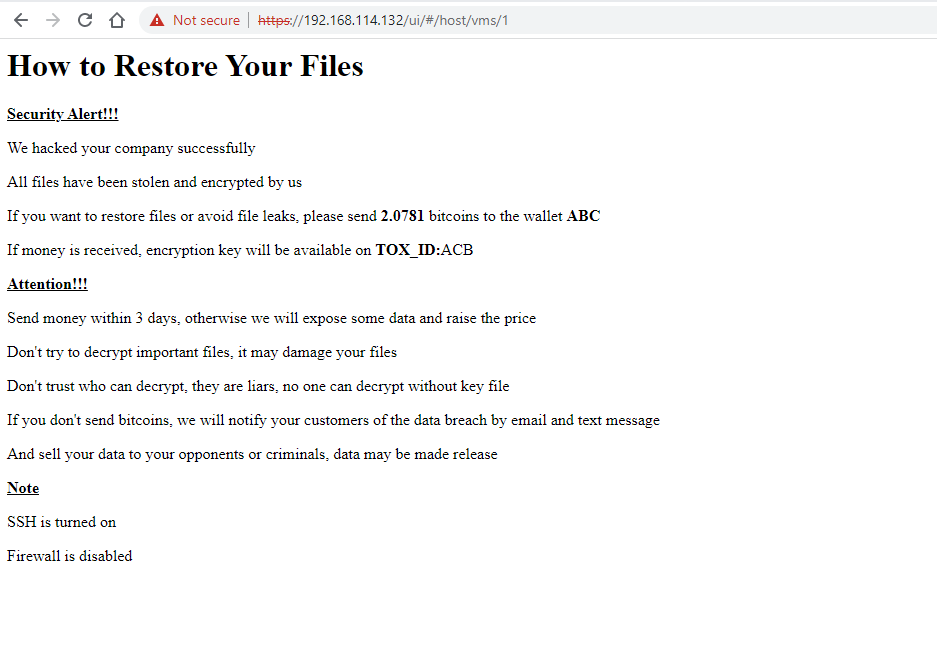 Not secure | https://192.168.114.132/ui/#/host/vms/1
How to Restore Your Files
Security Alert!!!
We hacked your company successfully
All files have been stolen and encrypted by us
If you want to restore files or avoid file leaks, please send 2.0781 bitcoins to the wallet ABC
If money is received, encryption key will be available on TOX_ID:ACB
Attention!!!
Send money within 3 days, otherwise we will expose some data and raise the price
Don't try to decrypt important files, it may damage your files
Don't trust who can decrypt, they are liars, no one can decrypt without key file
If you don't send bitcoins, we will notify your customers of the data breach by email and text message
And sell your data to your opponents or criminals, data may be made release
Note
SSH is turned on
Firewall is disabled